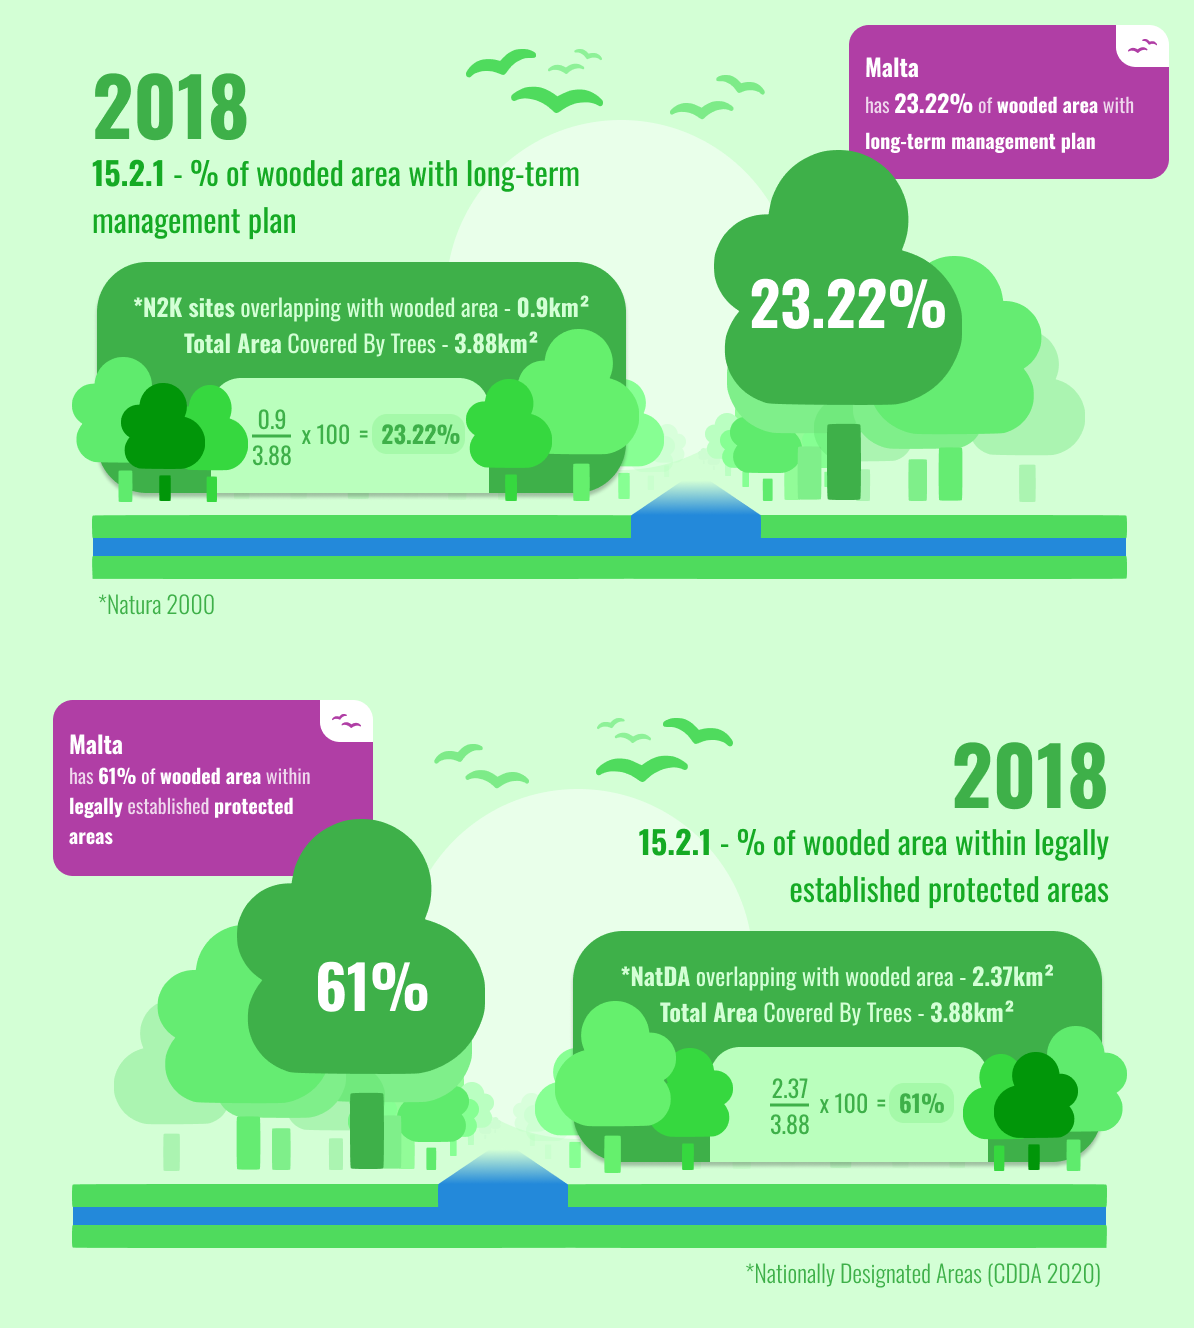 2018
15.2.1 - % of wooded area with long-term
management plan
Malta
has 23.22% of wooded area with
long-term management plan
*N2K sites overlapping with wooded area - 0.9km²
Total Area Covered By Trees - 3.88km²
0.9
3.88
x 100 = 23.22%
23.22%
*Natura 2000
Malta
has 61% of wooded area within
legally established protected
areas
2018
15.2.1 - % of wooded area within legally
established protected areas
61%
*NatDA overlapping with wooded area - 2.37km²
Total Area Covered By Trees - 3.88km²
2.37
3.88
x 100 = 61%
*Nationally Designated Areas (CDDA 2020)